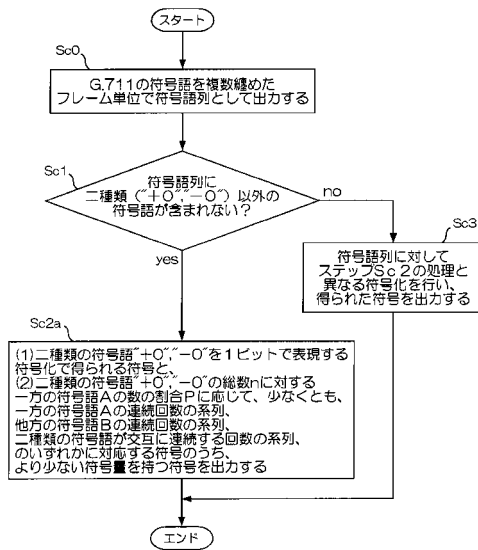 スタート
Sc0
G.711の符号語を複数纏めた
フレーム単位で符号語列として出力する
Sc1
符号語列に
二種類("+0","−0")以外の
符号語が含まれない?
no
yes
Sc3
符号語列に対して
ステップSc2の処理と
異なる符号化を行い、
得られた符号を出力する
Sc2a
(1)二種類の符号語"+0","−0"を1ビットで表現する
符号化で得られる符号と、
(2)二種類の符号語"+0","−0"の総数nに対する
一方の符号語Aの数の割合Pに応じて、少なくとも、
一方の符号語Aの連続回数の系列、
他方の符号語Bの連続回数の系列、
二種類の符号語が交互に連続する回数の系列、
のいずれかに対応する符号のうち、
より少ない符号量を持つ符号を出力する
エンド